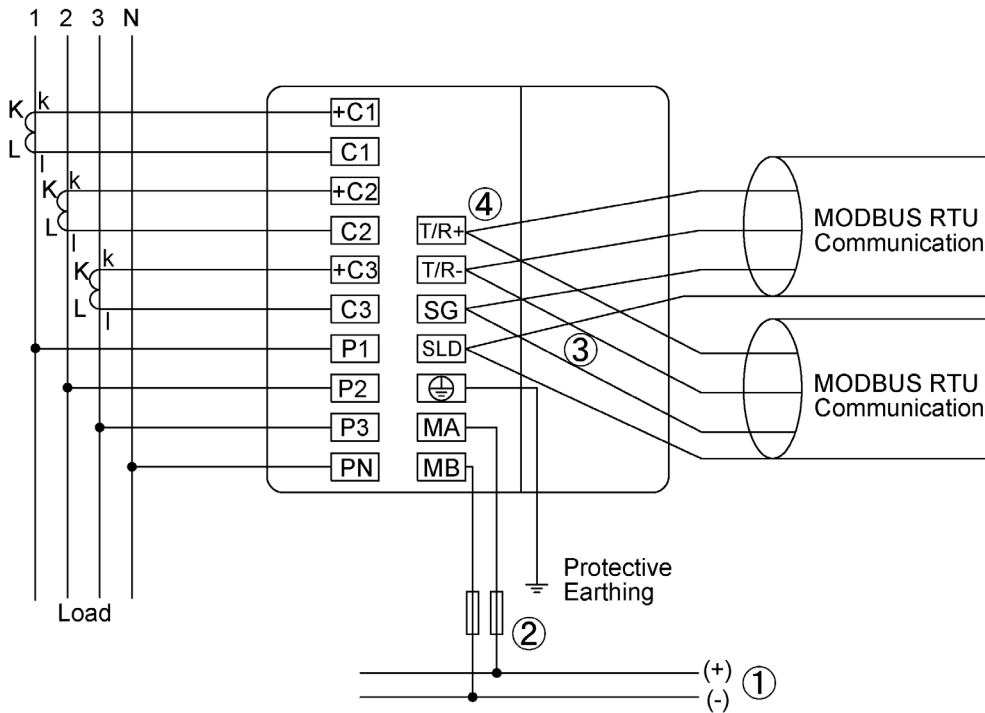 1 2 3 N
K k
L l
K k
L l
K k
L l
+C1
C1
+C2
C2
+C3
C3
P1
P2
P3
PN
④
T/R+
T/R-
SG
SLD
MA
MB
③
MODBUS RTU
Communication
MODBUS RTU
Communication
Protective
Earthing
Load
②
(+)
(-)
①